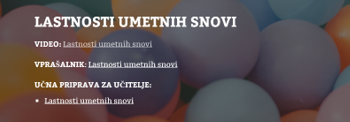 LASTNOSTI UMETNIH SNOVI
VIDEO: Lastnosti umetnih snovi
VPRAŠALNIK: Lastnosti umetnih snovi
UČNA PRIPRAVA ZA UČITELJE:
• Lastnosti umetnih snovi